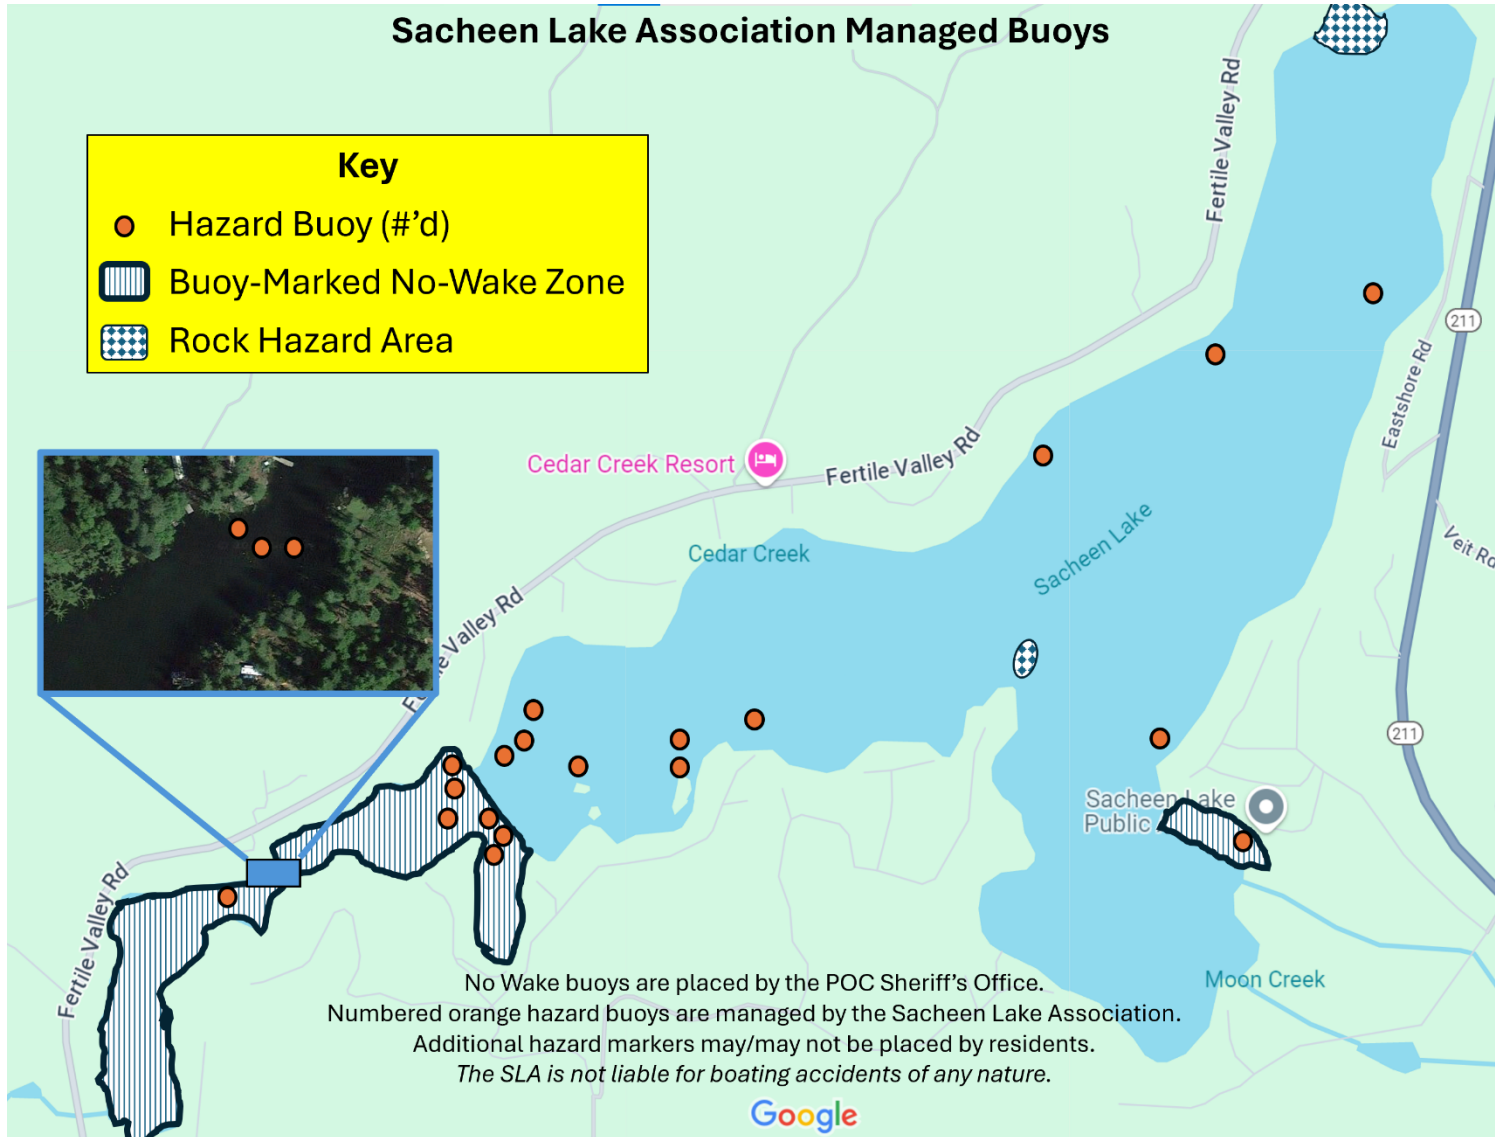 Sacheen Lake Association Managed Buoys
Key
Hazard Buoy (#'d)
Buoy-Marked No-Wake Zone
Rock Hazard Area
Fertile Valley Rd
211
Eastshore Rd
Cedar Creek Resort
Fertile Valley Rd
Veit Rd
Cedar Creek
Sacheen Lake
Valley Rd
211
Sacheen Lake
Public
Fertile Valley Rd
Moon Creek
No Wake buoys are placed by the POC Sheriff's Office.
Numbered orange hazard buoys are managed by the Sacheen Lake Association.
Additional hazard markers may/may not be placed by residents.
The SLA is not liable for boating accidents of any nature.
Google